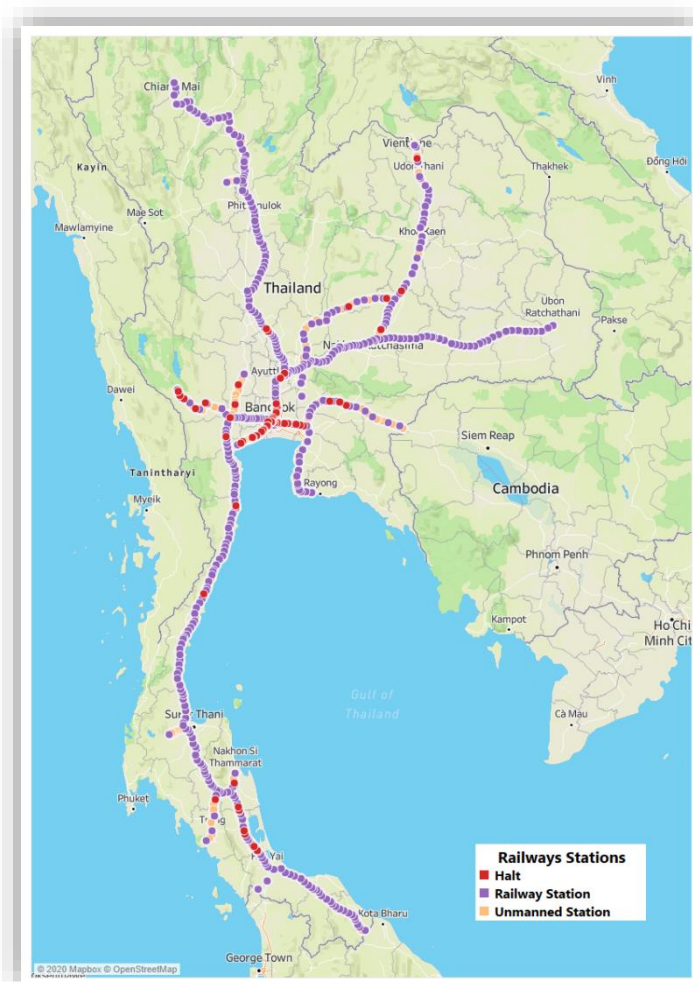 Chiang Mai
Vinh
Vientiane
Udon Thani
Kayin
Thakhek
Đồng Hới
Mae Sot
Phitsanulok
Mawlamyine
Khon Kaen
Thailand
Ubon
Ratchathani
Pakse
Nakhon Ratchasima
Ayutthaya
Dawei
Bangkok
Siem Reap
Tanintharyi
Rayong
Cambodia
Myeik
Phnom Penh
Kampot
Ho Chi
Minh City
Gulf of
Thailand
Surat Thani
Cà Mau
Nakhon Si
Thammarat
Phuket
Trang
Hat Yai
Railways Stations
Halt
Railway Station
Unmanned Station
Kota Bharu
George Town
© 2020 Mapbox © OpenStreetMap